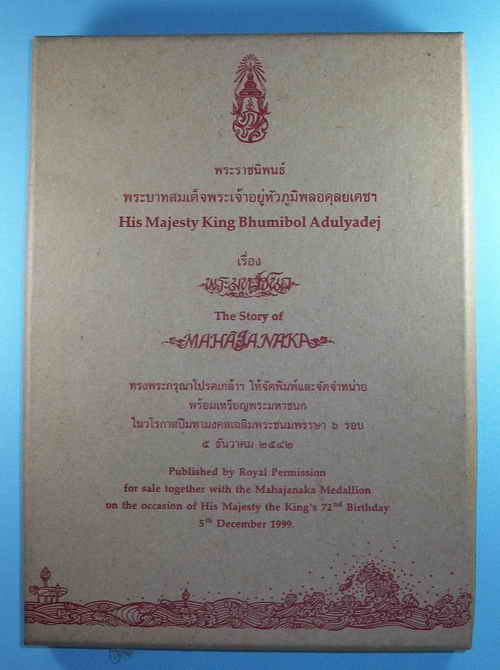 พระราชนิพนธ์
พระบาทสมเด็จพระเจ้าอยู่หัวภูมิพลอดุลยเดชฯ
His Majesty King Bhumibol Adulyadej
เรื่อง
พระมหาชนก
The Story of
MAHĀJANAKA
ทรงพระกรุณาโปรดเกล้าฯ ให้จัดพิมพ์และจัดจำหน่าย
พร้อมเหรียญพระมหาชนก
ในวโรกาสปีมหามงคลเฉลิมพระชนมพรรษา ๖ รอบ
๕ ธันวาคม ๒๕๔๒
Published by Royal Permission
for sale together with the Mahajanaka Medallion
on the occasion of His Majesty the King's 72nd Birthday
5th December 1999.